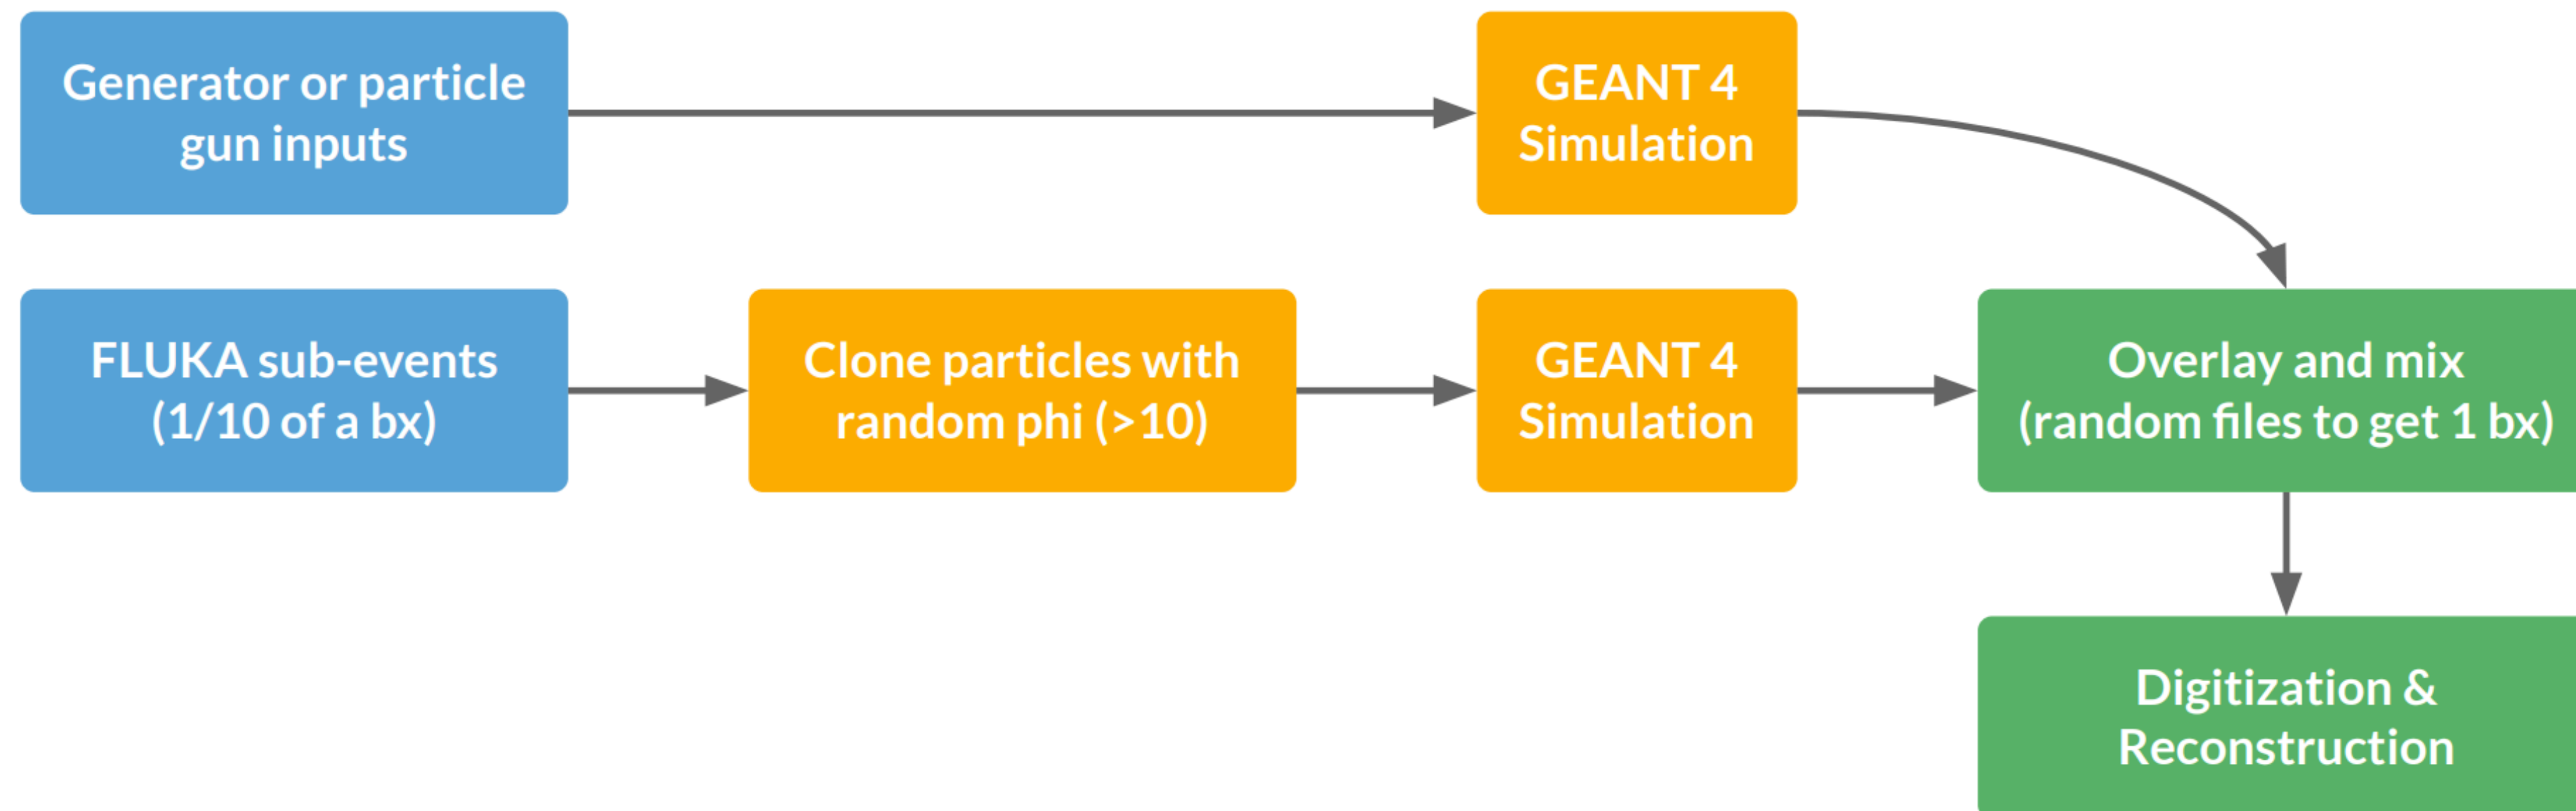 Generator or particle
gun inputs
GEANT 4
Simulation
FLUKA sub-events
(1/10 of a bx)
Clone particles with
random phi (>10)
GEANT 4
Simulation
Overlay and mix
(random files to get 1 bx)
Digitization &
Reconstruction